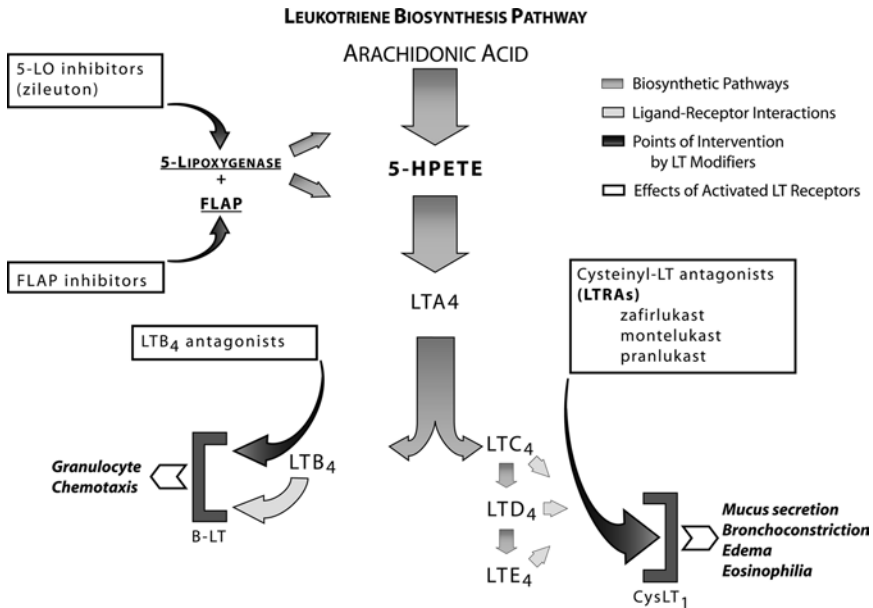 LEUKOTRIENE BIOSYNTHESIS PATHWAY
ARACHIDONIC ACID
5-LO inhibitors
(zileuton)
Biosynthetic Pathways
Ligand-Receptor Interactions
Points of Intervention
by LT Modifiers
Effects of Activated LT Receptors
5-LIPOXYGENASE
+
FLAP
5-HPETE
FLAP inhibitors
LTA4
Cysteinyl-LT antagonists
(LTRAs)
zafirlukast
montelukast
pranlukast
LTB4 antagonists
Granulocyte
Chemotaxis
LTB4
B-LT
LTC4
LTD4
LTE4
CysLT1
Mucus secretion
Bronchoconstriction
Edema
Eosinophilia